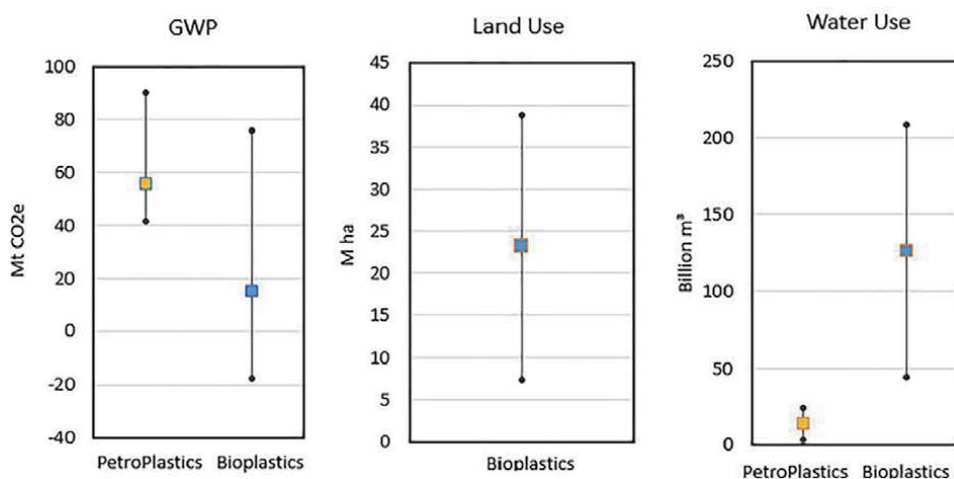 GWP
Mt CO2e
100
80
60
40
20
0
-20
-40
PetroPlastics
Bioplastics
Land Use
M ha
45
40
35
30
25
20
15
10
5
0
Bioplastics
Water Use
Billion m³
250
200
150
100
50
0
PetroPlastics
Bioplastics